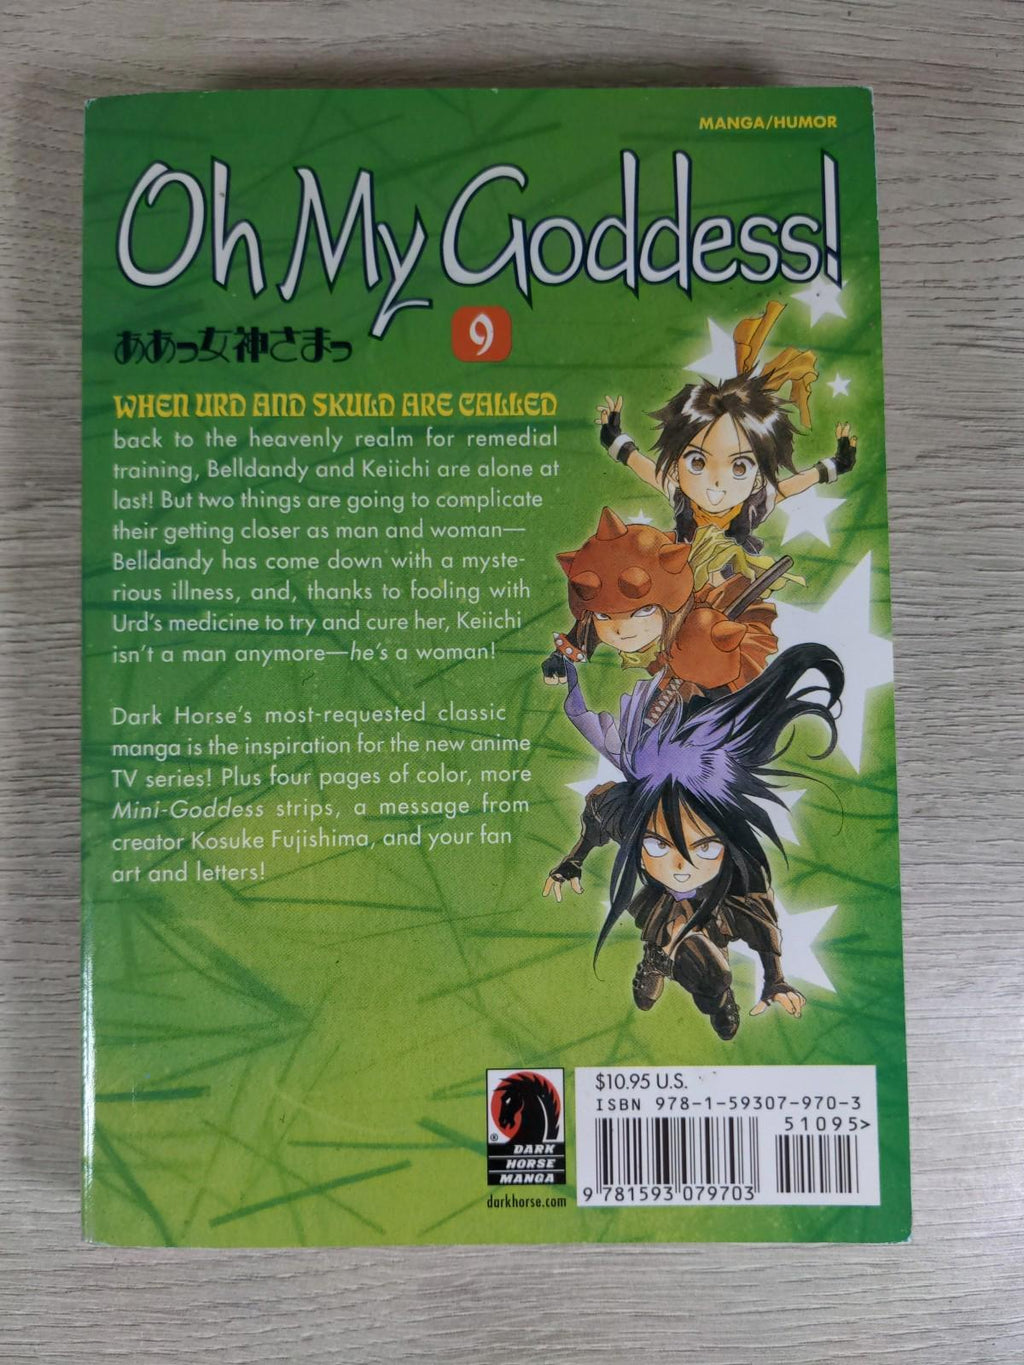 MANGA/HUMOR
Oh My Goddess!
ああっ女神さまっ
9
WHEN URD AND SKULD ARE CALLED
back to the heavenly realm for remedial
training, Belldandy and Keiichi are alone at
last! But two things are going to complicate
their getting closer as man and woman—
Belldandy has come down with a myste-
rious illness, and, thanks to fooling with
Urd's medicine to try and cure her, Keiichi
isn't a man anymore—he's a woman!
Dark Horse's most-requested classic
manga is the inspiration for the new anime
TV series! Plus four pages of color, more
Mini-Goddess strips, a message from
creator Kosuke Fujishima, and your fan
art and letters!
$10.95 U.S.
ISBN 978-1-59307-970-3
51095>
9 781593 079703
®
DARK
HORSE
MANGA
darkhorse.com